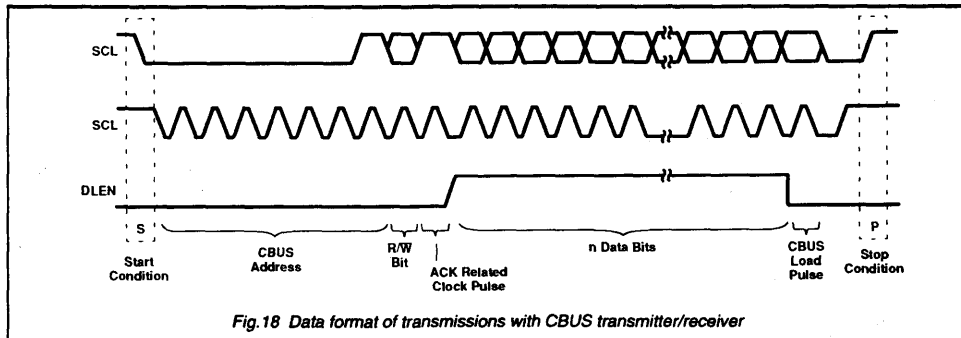 SCL
SCL
DLEN
S
P
Start
Condition
CBUS
Address
R/W
Bit
ACK Related
Clock Pulse
n Data Bits
CBUS
Load
Pulse
Stop
Condition
Fig.18 Data format of transmissions with CBUS transmitter/receiver